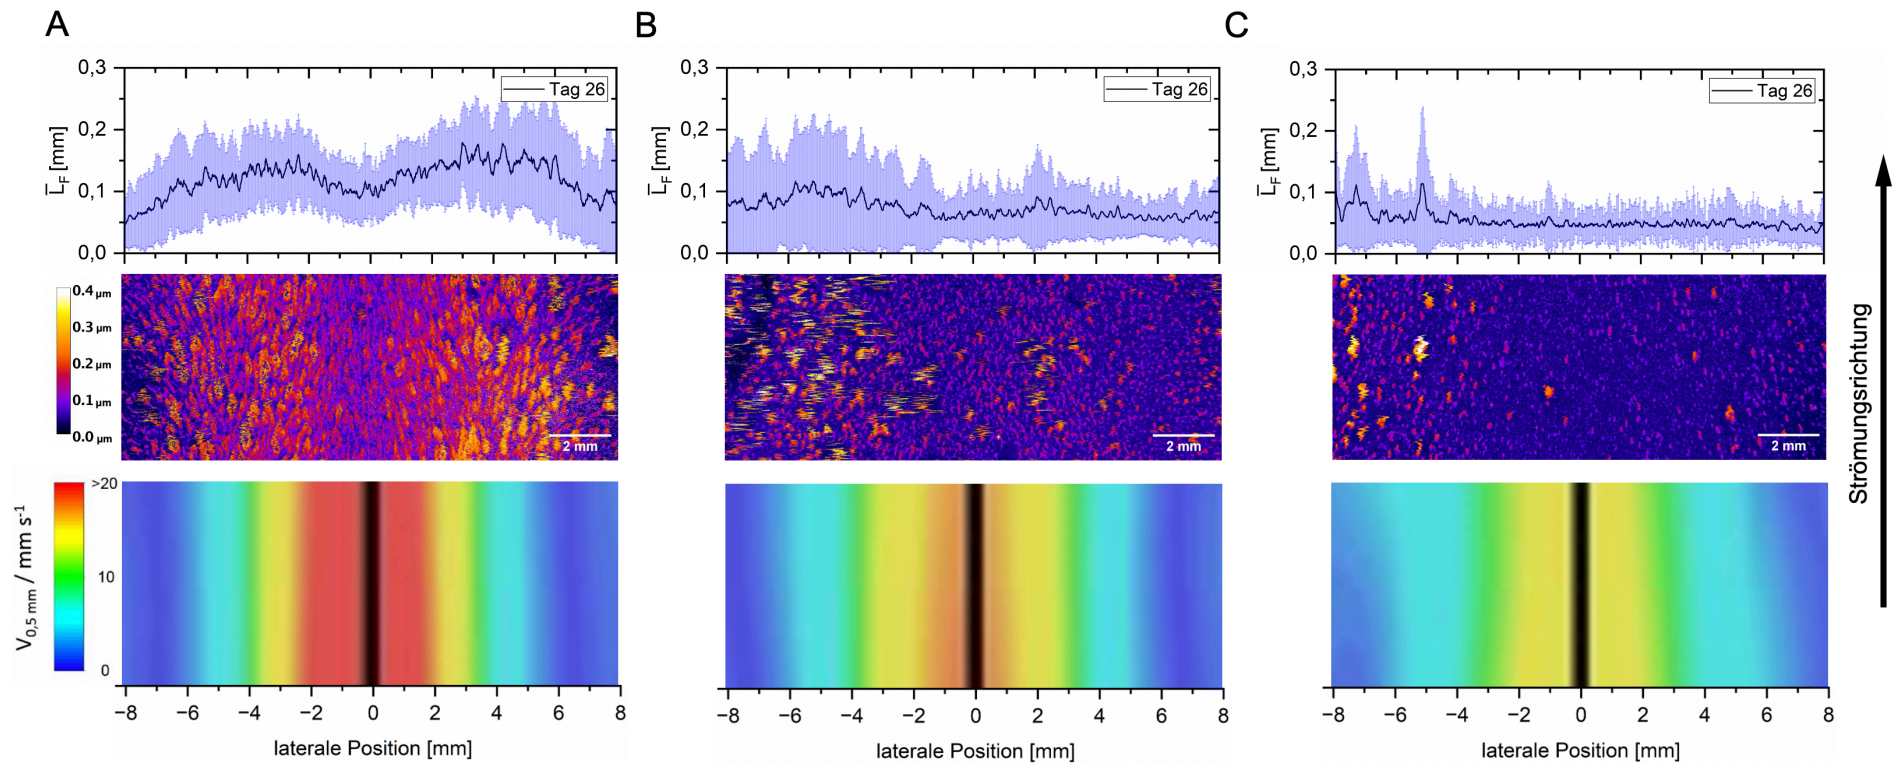 A
B
C
0,3
0,2
0,1
0,0
L̅F [mm]
Tag 26
0,3
0,2
0,1
0,0
L̅F [mm]
Tag 26
0,3
0,2
0,1
0,0
L̅F [mm]
Tag 26
0.4 µm
0.3 µm
0.2 µm
0.1 µm
0.0 µm
2 mm
2 mm
2 mm
Strömungsrichtung
V0,5 mm / mm s-1
>20
10
0
−8 −6 −4 −2 0 2 4 6 8
laterale Position [mm]
−8 −6 −4 −2 0 2 4 6 8
laterale Position [mm]
−8 −6 −4 −2 0 2 4 6 8
laterale Position [mm]